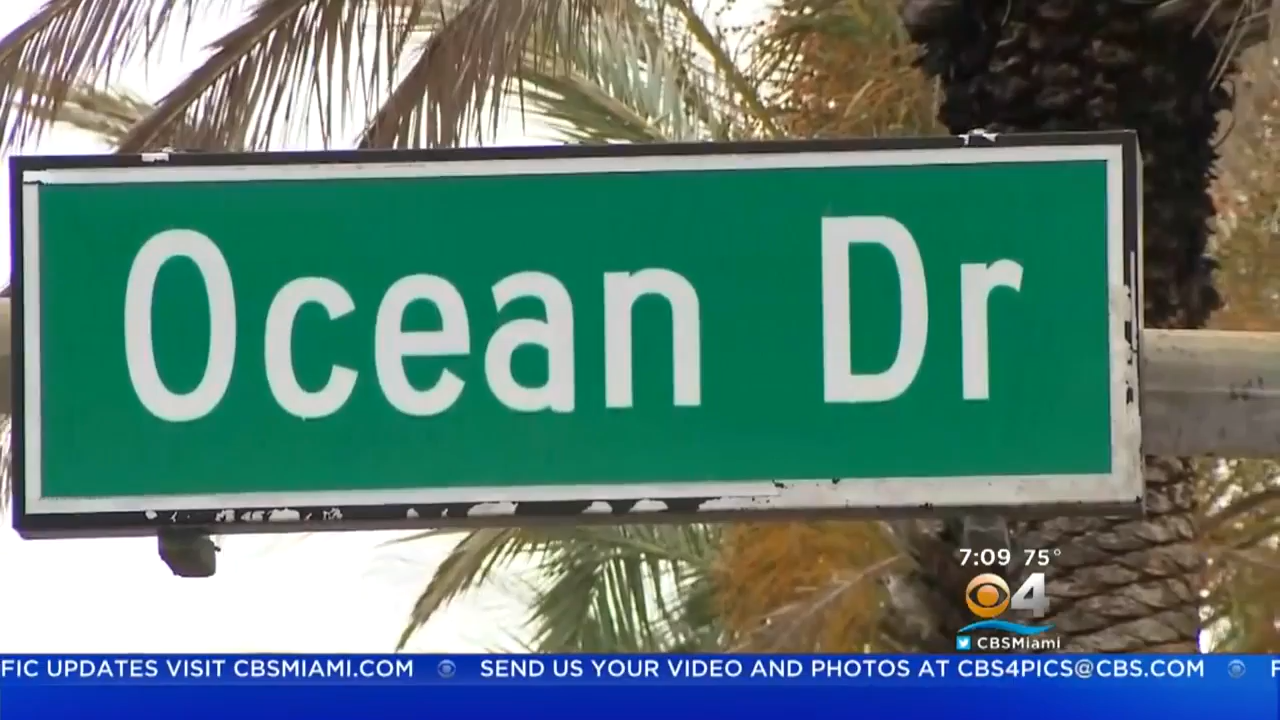 Ocean Dr
7:09 75°
4
CBSMiami
FIC UPDATES VISIT CBSMIAMI.COM SEND US YOUR VIDEO AND PHOTOS AT CBS4PICS@CBS.COM F